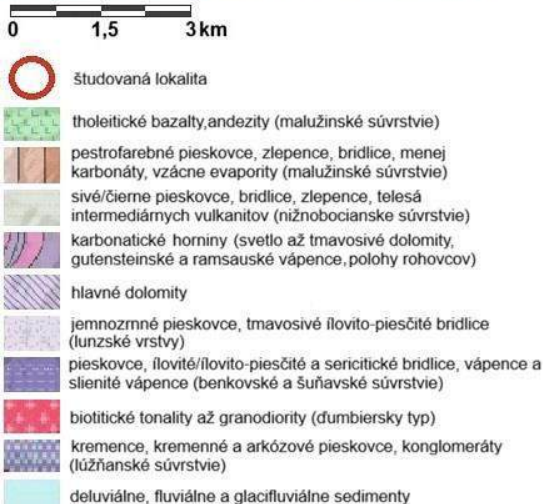 0 1,5 3 km
študovaná lokalita
tholeitické bazalty,andezity (malužinské súvrstvie)
pestrofarebné pieskovce, zlepence, bridlice, menej
karbonáty, vzácne evapority (malužinské súvrstvie)
sivé/čierne pieskovce, bridlice, zlepence, telesá
intermediárnych vulkanitov (nižnobocianske súvrstvie)
karbonatické horniny (svetlo až tmavosivé dolomity,
gutensteinské a ramsauské vápence,polohy rohovcov)
hlavné dolomity
jemnozrnné pieskovce, tmavosivé ílovito-piesčité bridlice
(lunzské vrstvy)
pieskovce, ílovité/ílovito-piesčité a sericitické bridlice, vápence a
slienité vápence (benkovské a šuňavské súvrstvie)
biotitické tonality až granodiority (ďumbiersky typ)
kremence, kremenné a arkózové pieskovce, konglomeráty
(lúžňanské súvrstvie)
deluviálne, fluviálne a glacifluviálne sedimenty